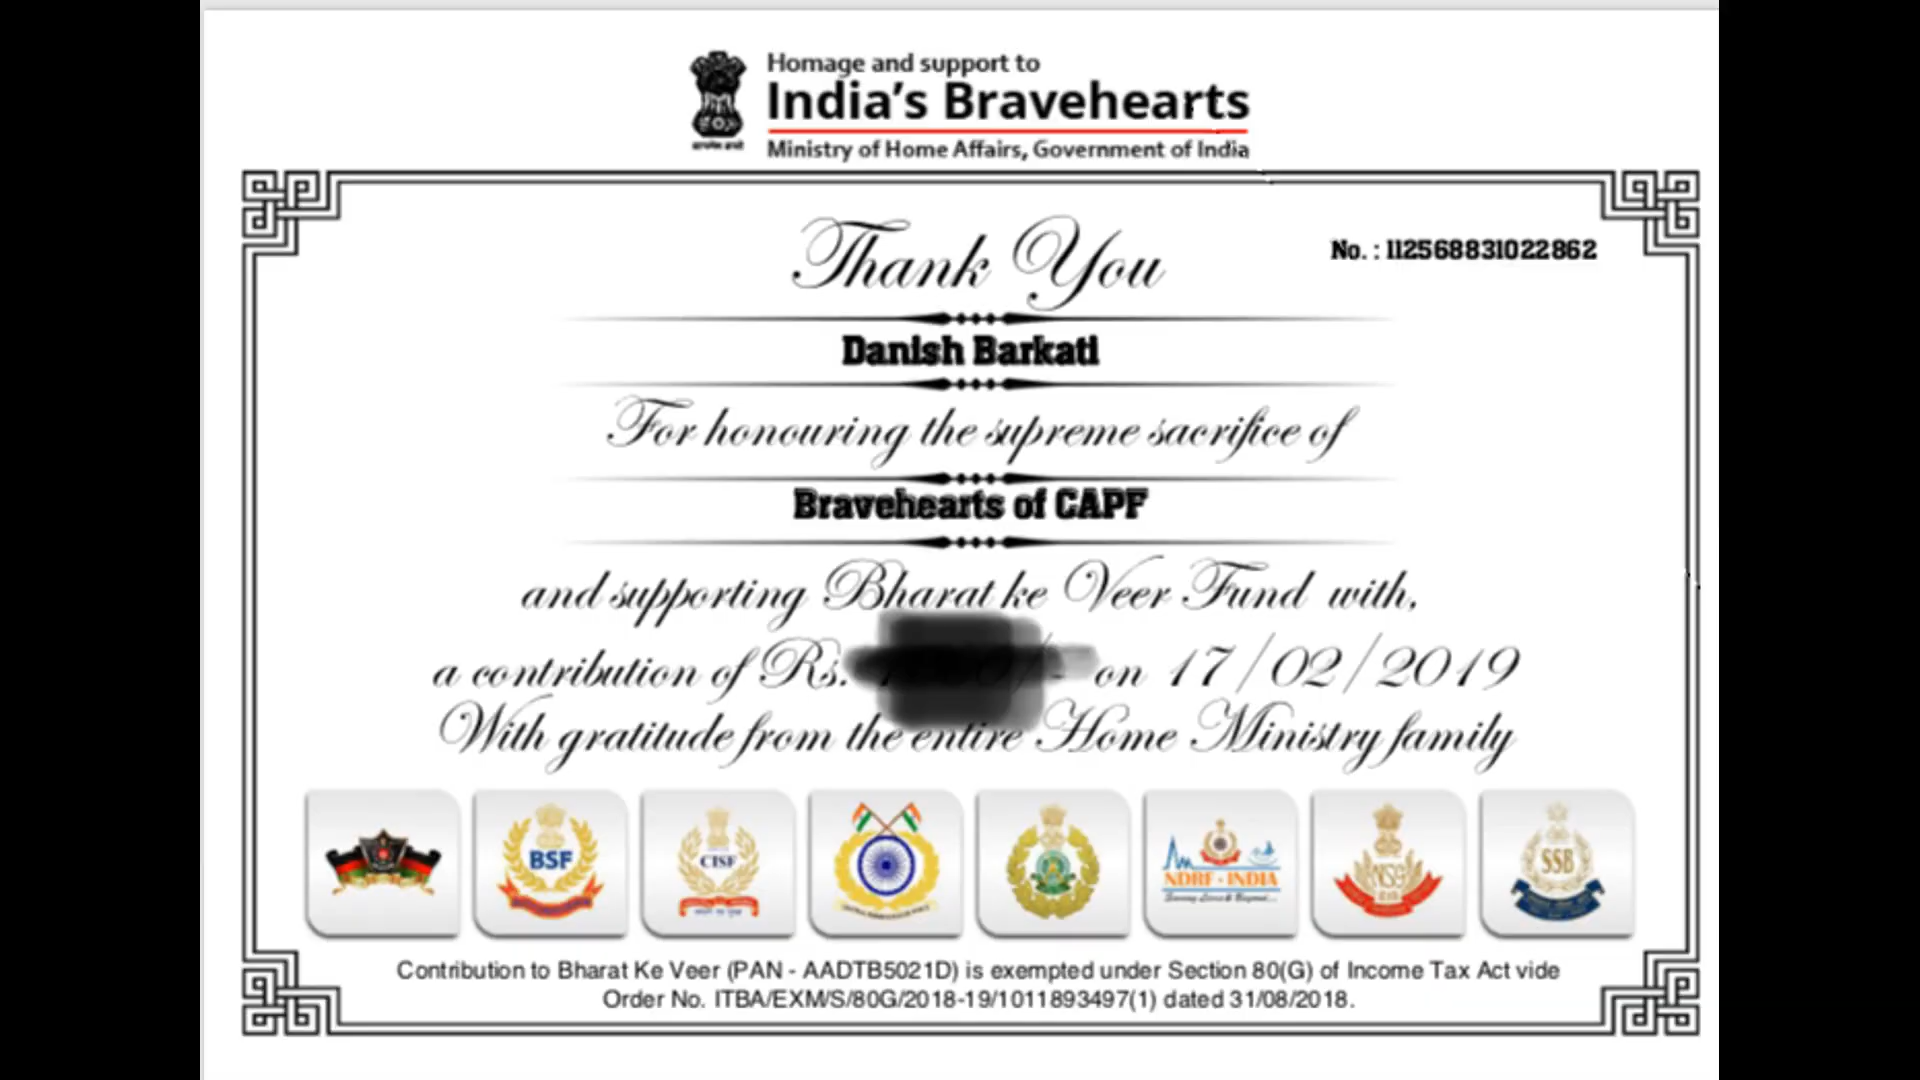 Homage and support to
India's Bravehearts
Ministry of Home Affairs, Government of India
Thank You
No. : 112568831022862
Danish Barkati
For honouring the supreme sacrifice of
Bravehearts of CAPF
and supporting Bharat ke Veer Fund with,
a contribution of Rs. on 17/02/2019
With gratitude from the entire Home Ministry family
BSF
CISF
NDRF - INDIA
Saving Lives & Beyond...
NSG
SSB
Contribution to Bharat Ke Veer (PAN - AADTB5021D) is exempted under Section 80(G) of Income Tax Act vide
Order No. ITBA/EXM/S/80G/2018-19/1011893497(1) dated 31/08/2018.